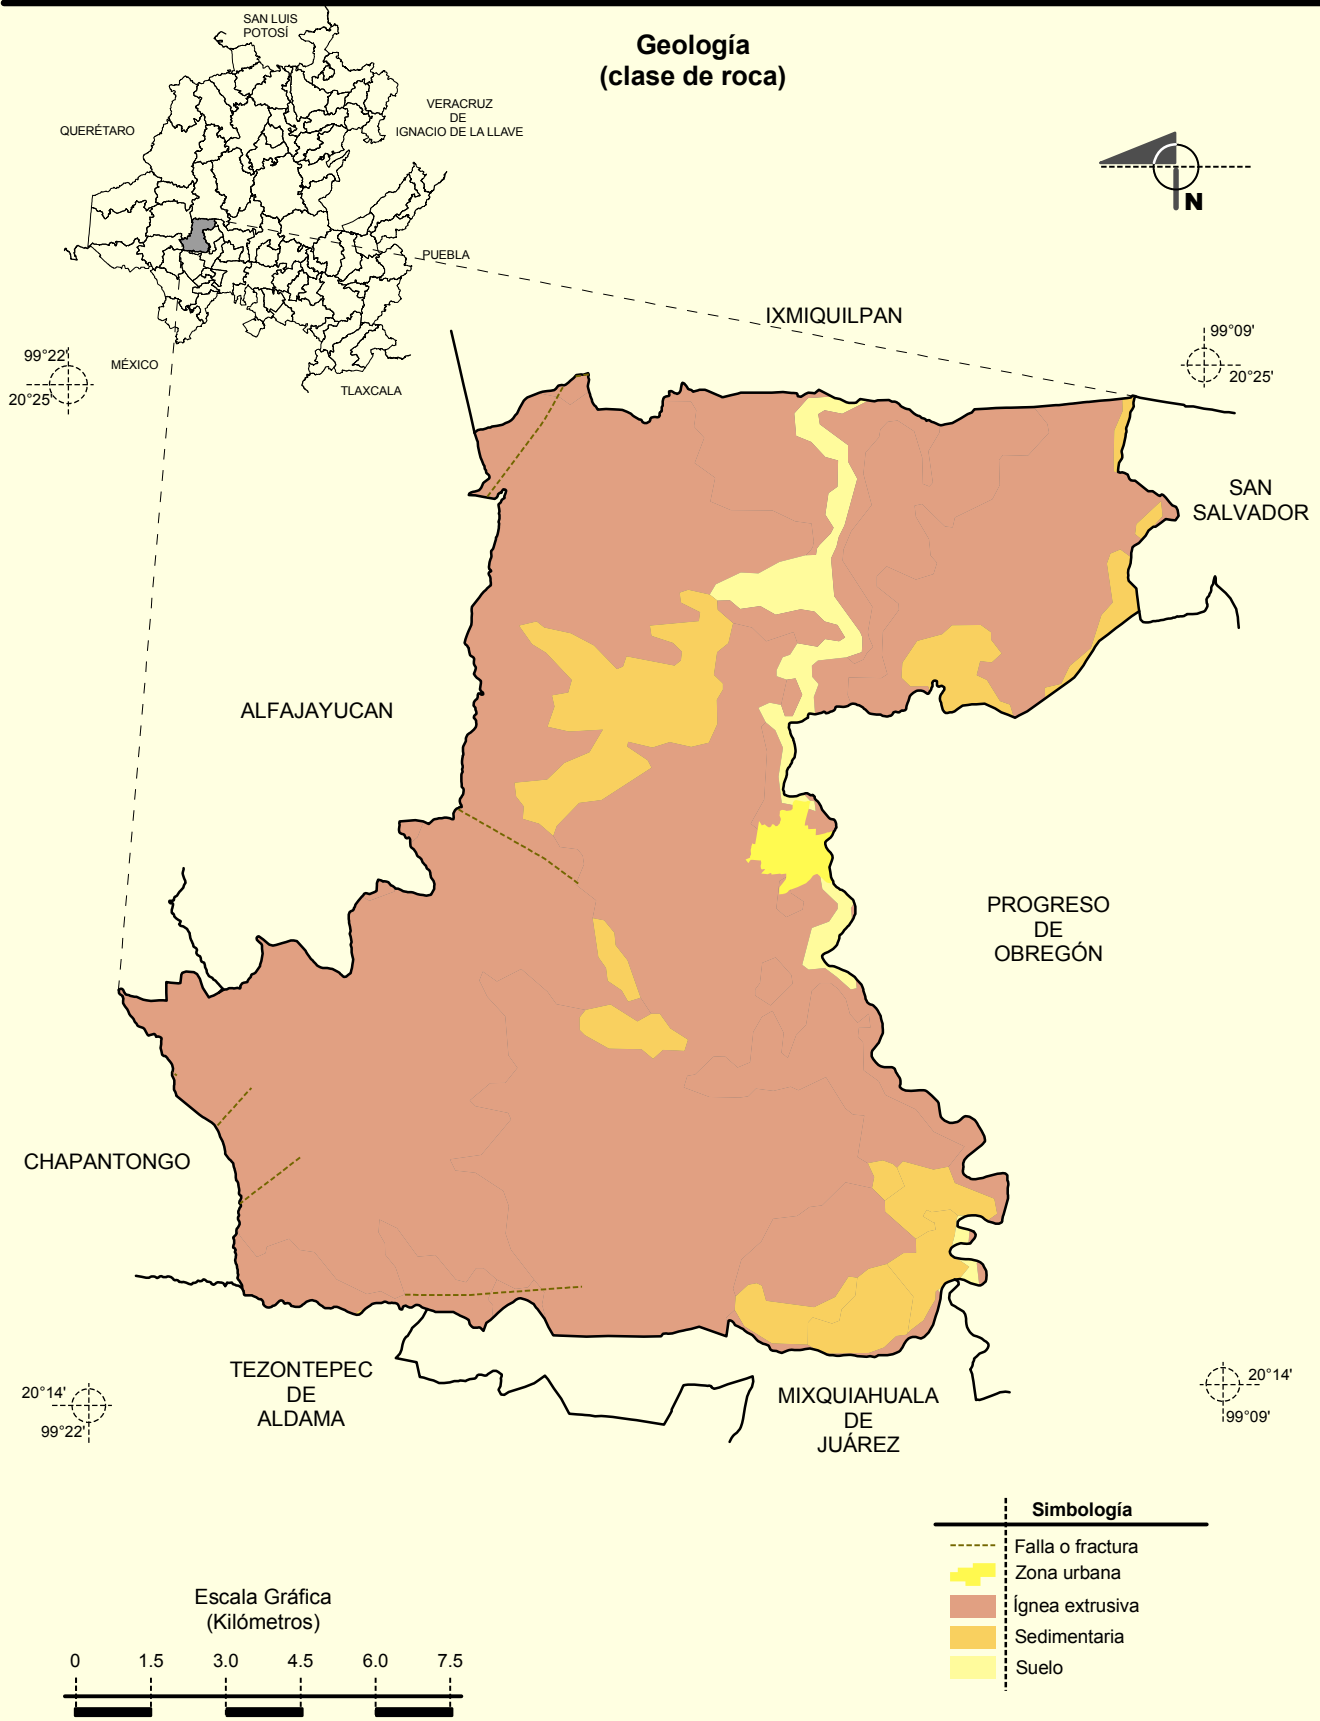 Geología
(clase de roca)
SAN LUIS
POTOSÍ
VERACRUZ
DE
IGNACIO DE LA LLAVE
QUERÉTARO
PUEBLA
MÉXICO
TLAXCALA
N
IXMIQUILPAN
99°22'
20°25'
99°09'
20°25'
SAN
SALVADOR
ALFAJAYUCAN
PROGRESO
DE
OBREGÓN
CHAPANTONGO
TEZONTEPEC
DE
ALDAMA
MIXQUIAHUALA
DE
JUÁREZ
20°14'
99°22'
20°14'
99°09'
Simbología
Falla o fractura
Zona urbana
Ígnea extrusiva
Sedimentaria
Suelo
Escala Gráfica
(Kilómetros)
0 1.5 3.0 4.5 6.0 7.5